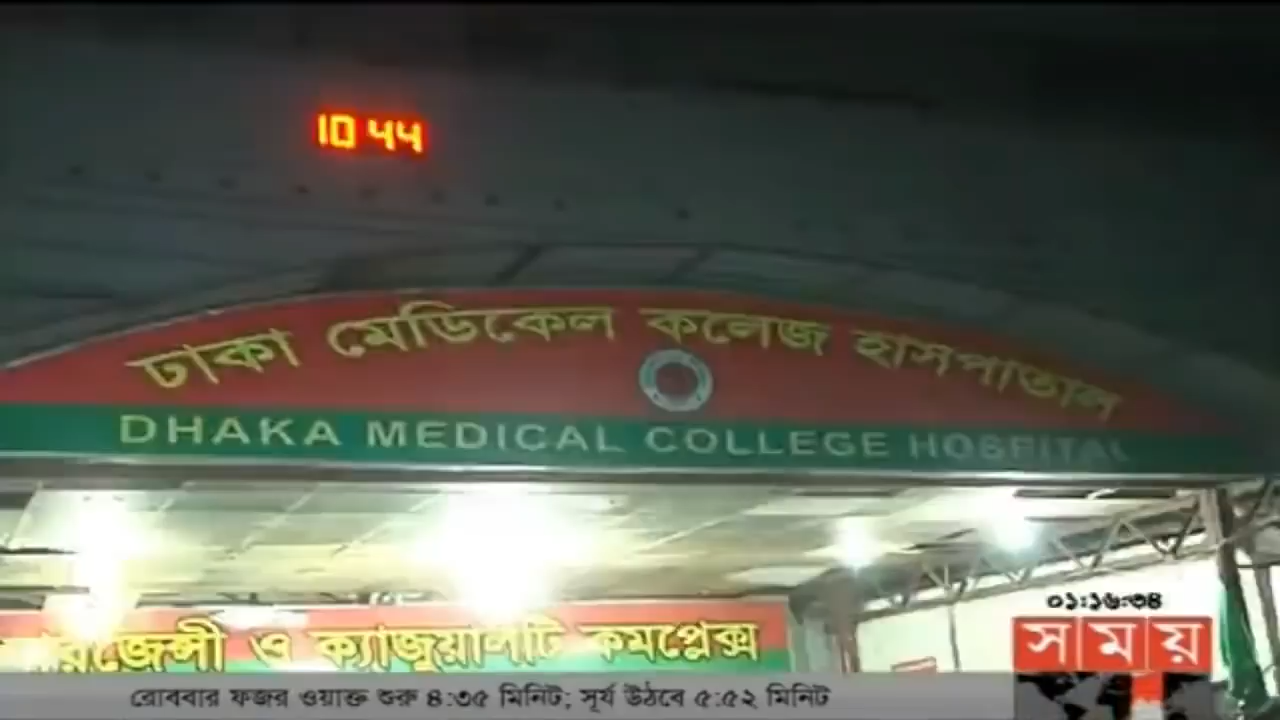 10 44
ঢাকা মেডিকেল কলেজ হাসপাতাল
DHAKA MEDICAL COLLEGE HOSPITAL
ও ক্যাজুয়ালটি কমপ্লেক্স
০১:১৬:৩৪
সময়
রোববার ফজর ওয়াক্ত শুরু ৪:৩৫ মিনিট; সূর্য উঠবে ৫:৫২ মিনিট